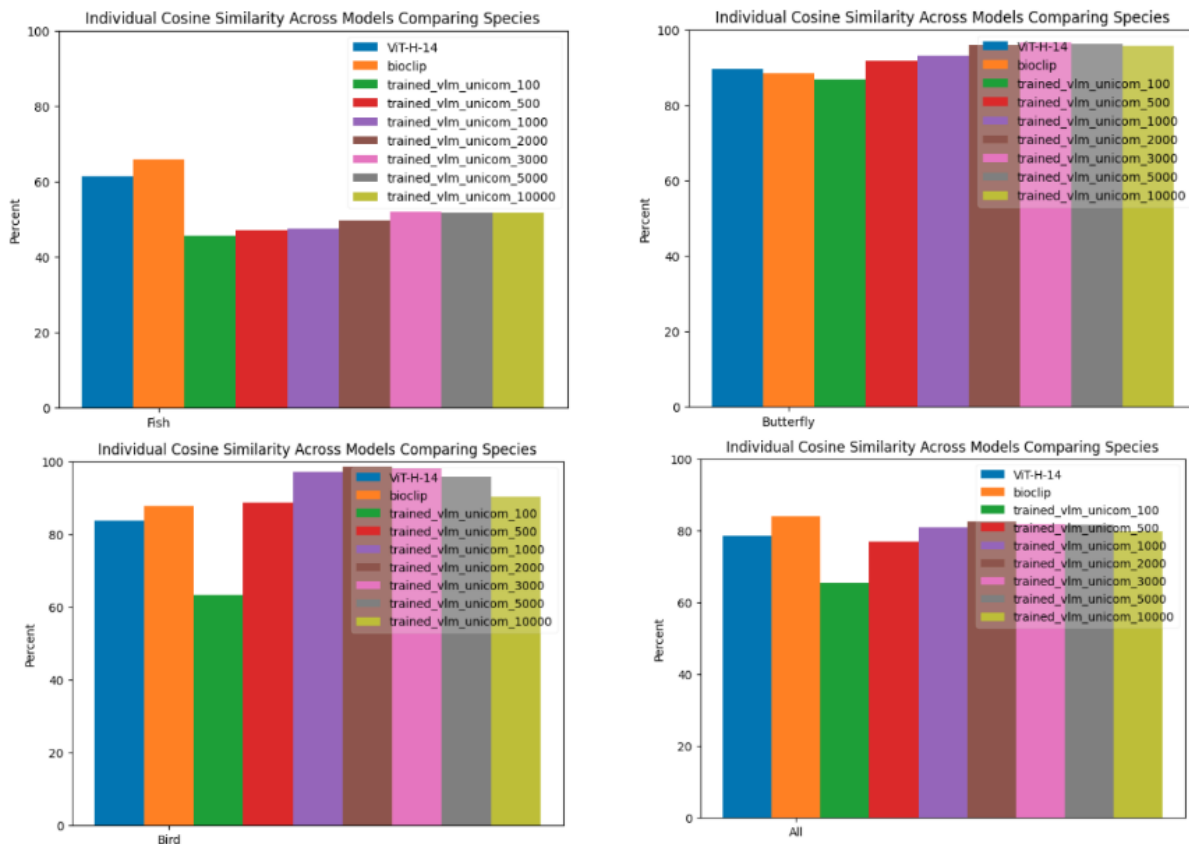 Individual Cosine Similarity Across Models Comparing Species
100
80
60
40
20
0
Percent
ViT-H-14
bioclip
trained_vlm_unicom_100
trained_vlm_unicom_500
trained_vlm_unicom_1000
trained_vlm_unicom_2000
trained_vlm_unicom_3000
trained_vlm_unicom_5000
trained_vlm_unicom_10000
Fish
Individual Cosine Similarity Across Models Comparing Species
100
80
60
40
20
0
Percent
ViT-H-14
bioclip
trained_vlm_unicom_100
trained_vlm_unicom_500
trained_vlm_unicom_1000
trained_vlm_unicom_2000
trained_vlm_unicom_3000
trained_vlm_unicom_5000
trained_vlm_unicom_10000
Butterfly
Individual Cosine Similarity Across Models Comparing Species
100
80
60
40
20
0
Percent
ViT-H-14
bioclip
trained_vlm_unicom_100
trained_vlm_unicom_500
trained_vlm_unicom_1000
trained_vlm_unicom_2000
trained_vlm_unicom_3000
trained_vlm_unicom_5000
trained_vlm_unicom_10000
Bird
Individual Cosine Similarity Across Models Comparing Species
100
80
60
40
20
0
Percent
ViT-H-14
bioclip
trained_vlm_unicom_100
trained_vlm_unicom_500
trained_vlm_unicom_1000
trained_vlm_unicom_2000
trained_vlm_unicom_3000
trained_vlm_unicom_5000
trained_vlm_unicom_10000
All